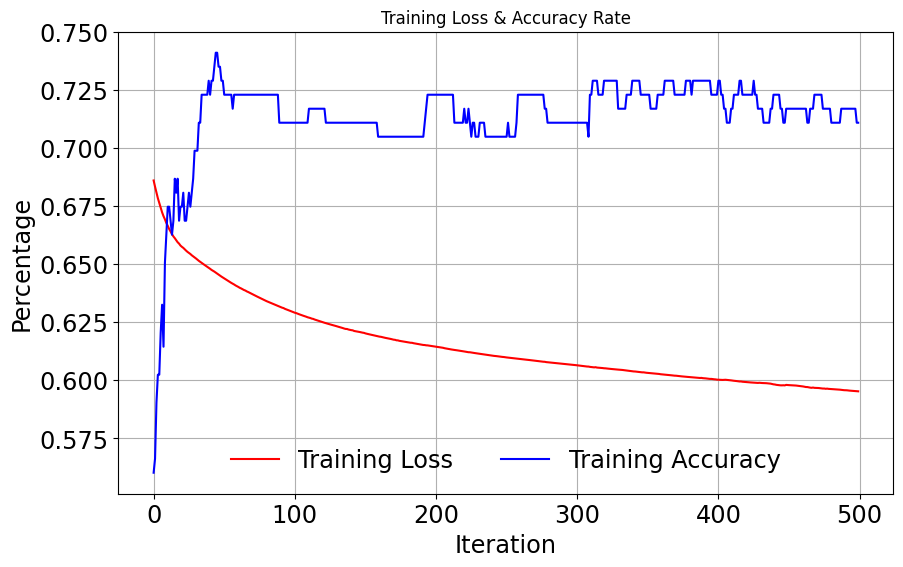 Training Loss & Accuracy Rate
0.750
0.725
0.700
0.675
0.650
0.625
0.600
0.575
Percentage
Training Loss
Training Accuracy
0
100
200
300
400
500
Iteration